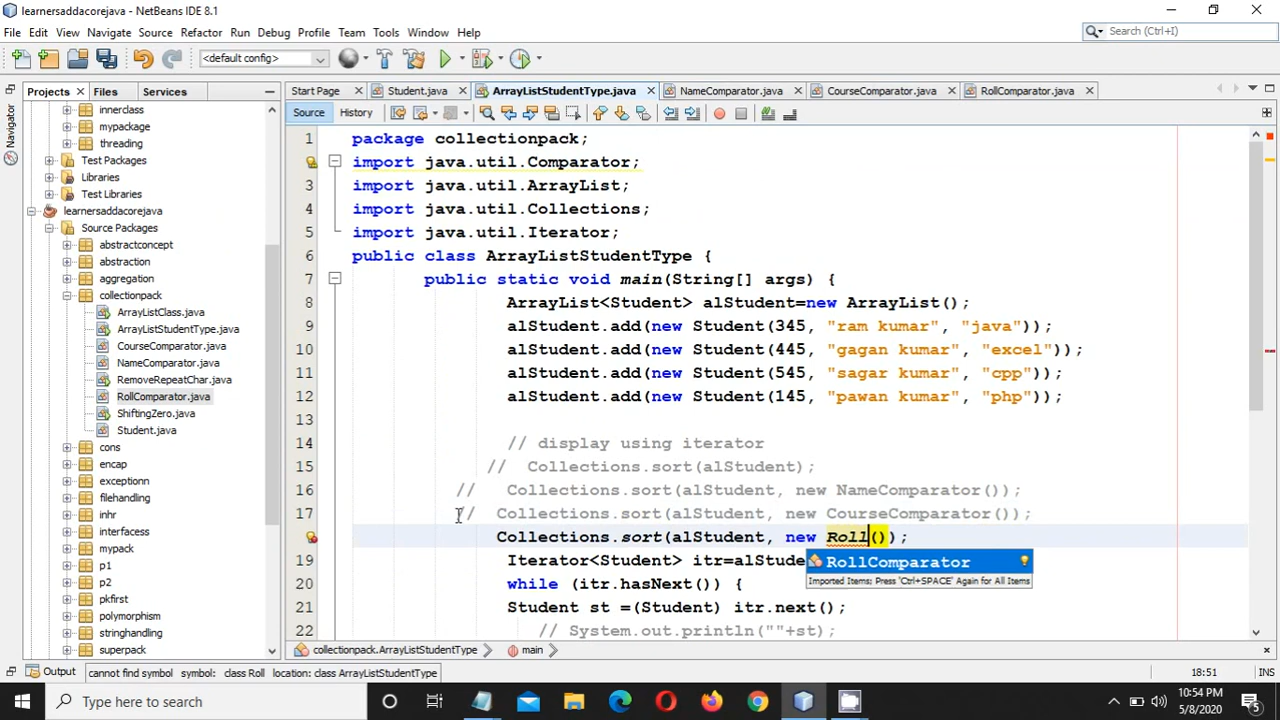 learnersaddacorejava - NetBeans IDE 8.1
File Edit View Navigate Source Refactor Run Debug Profile Team Tools Window Help
Search (Ctrl+I)
<default config>
Projects Files Services
Start Page Student.java ArrayListStudentType.java NameComparator.java CourseComparator.java RollComparator.java
Source History
Navigator
innerclass
mypackage
threading
Test Packages
Libraries
Test Libraries
learnersaddacorejava
Source Packages
abstractconcept
abstraction
aggregation
collectionpack
ArrayListClass.java
ArrayListStudentType.java
CourseComparator.java
NameComparator.java
RemoveRepeatChar.java
RollComparator.java
ShiftingZero.java
Student.java
cons
encap
exceptionn
filehandling
inhr
interfacess
mypack
p1
p2
pkfirst
polymorphism
stringhandling
superpack
1 package collectionpack;
import java.util.Comparator;
3 import java.util.ArrayList;
4 import java.util.Collections;
5 import java.util.Iterator;
6 public class ArrayListStudentType {
7 public static void main(String[] args) {
8 ArrayList<Student> alStudent=new ArrayList();
9 alStudent.add(new Student(345, "ram kumar", "java"));
10 alStudent.add(new Student(445, "gagan kumar", "excel"));
11 alStudent.add(new Student(545, "sagar kumar", "cpp"));
12 alStudent.add(new Student(145, "pawan kumar", "php"));
13
14 // display using iterator
15 // Collections.sort(alStudent);
16 // Collections.sort(alStudent, new NameComparator());
17 // Collections.sort(alStudent, new CourseComparator());
Collections.sort(alStudent, new Roll());
19 Iterator<Student> itr=alStude
RollComparator
Imported Items; Press 'Ctrl+SPACE' Again for All Items
20 while (itr.hasNext()) {
21 Student st =(Student) itr.next();
22 // System.out.println(""+st);
collectionpack.ArrayListStudentType main
Output cannot find symbol symbol: class Roll location: class ArrayListStudentType 18:51 INS
Type here to search
10:54 PM
5/8/2020
5